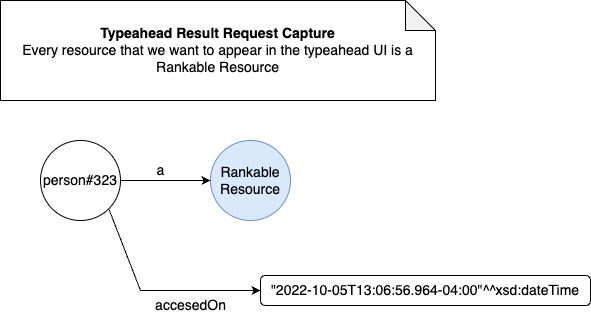 Typeahead Result Request Capture
Every resource that we want to appear in the typeahead UI is a
Rankable Resource
person#323
a
Rankable
Resource
"2022-10-05T13:06:56.964-04:00"^^xsd:dateTime
accesedOn